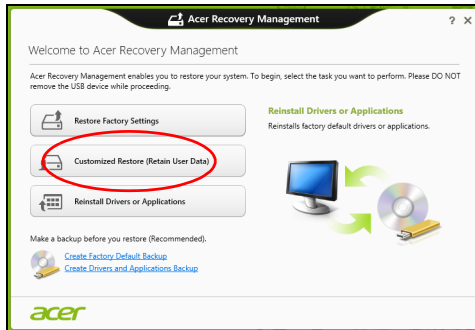 Acer Recovery Management
? X
Welcome to Acer Recovery Management
Acer Recovery Management enables you to restore your system. To begin, select the task you want to perform. Please DO NOT
remove the USB device while proceeding.
Restore Factory Settings
Customized Restore (Retain User Data)
Reinstall Drivers or Applications
Reinstall Drivers or Applications
Reinstalls factory default drivers or applications.
Make a backup before you restore (Recommended).
Create Factory Default Backup
Create Drivers and Applications Backup
acer